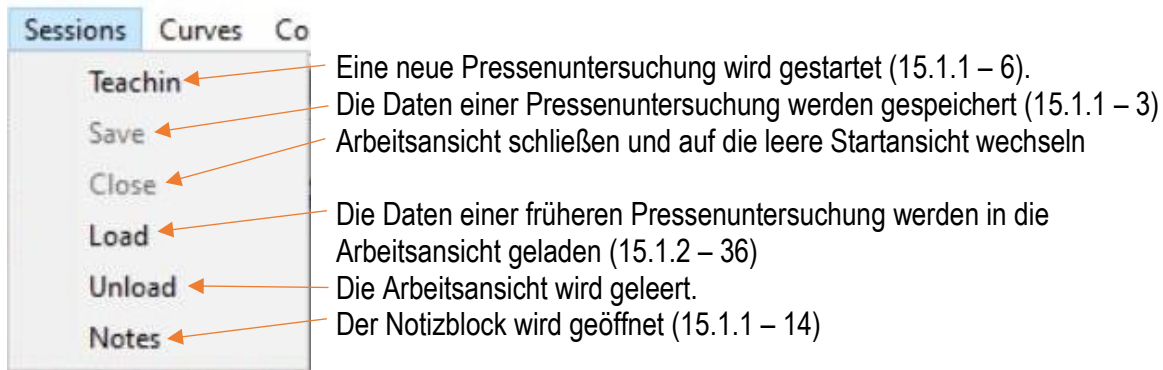 Sessions Curves Co
Teachin
Eine neue Pressenuntersuchung wird gestartet (15.1.1 – 6).
Save
Die Daten einer Pressenuntersuchung werden gespeichert (15.1.1 – 3)
Close
Arbeitsansicht schließen und auf die leere Startansicht wechseln
Load
Die Daten einer früheren Pressenuntersuchung werden in die
Arbeitsansicht geladen (15.1.2 – 36)
Unload
Die Arbeitsansicht wird geleert.
Notes
Der Notizblock wird geöffnet (15.1.1 – 14)